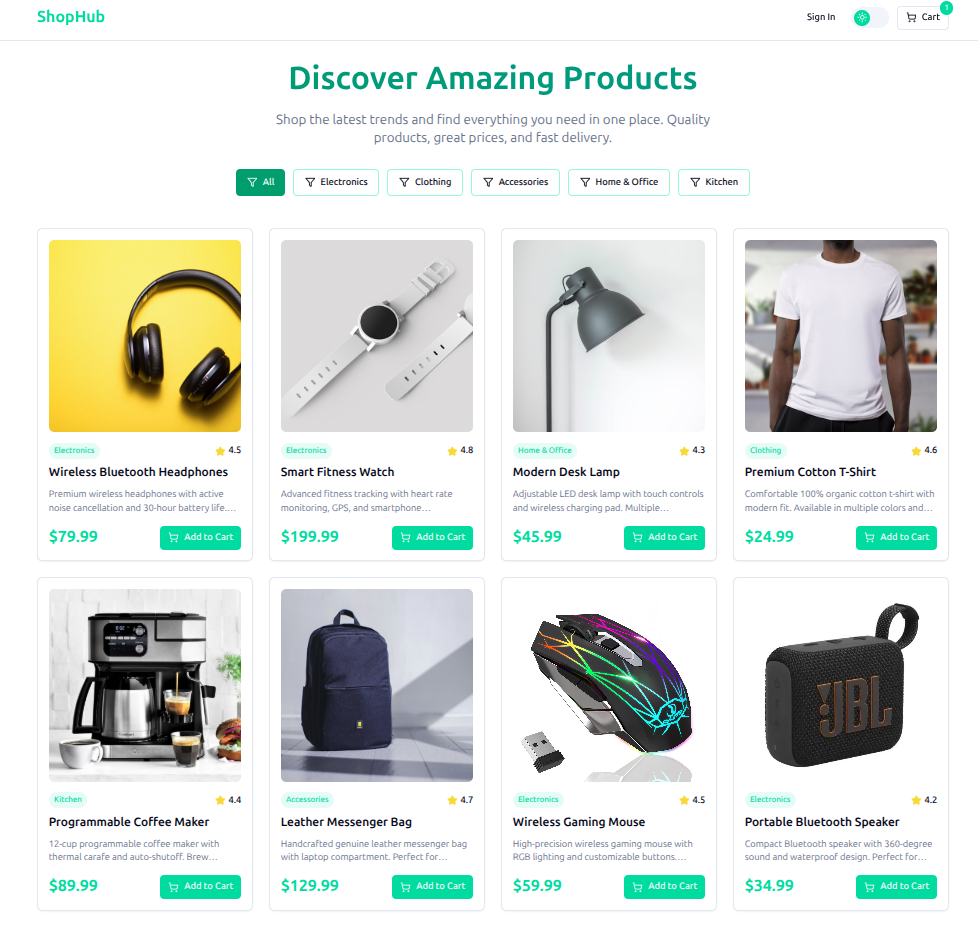 ShopHub
Sign In
Cart
1
Discover Amazing Products
Shop the latest trends and find everything you need in one place. Quality
products, great prices, and fast delivery.
All
Electronics
Clothing
Accessories
Home & Office
Kitchen
Electronics
4.5
Wireless Bluetooth Headphones
Premium wireless headphones with active
noise cancellation and 30-hour battery life....
$79.99
Add to Cart
Electronics
4.8
Smart Fitness Watch
Advanced fitness tracking with heart rate
monitoring, GPS, and smartphone...
$199.99
Add to Cart
Home & Office
4.3
Modern Desk Lamp
Adjustable LED desk lamp with touch controls
and wireless charging pad. Multiple...
$45.99
Add to Cart
Clothing
4.6
Premium Cotton T-Shirt
Comfortable 100% organic cotton t-shirt with
modern fit. Available in multiple colors and...
$24.99
Add to Cart
Kitchen
4.4
Programmable Coffee Maker
12-cup programmable coffee maker with
thermal carafe and auto-shutoff. Brew...
$89.99
Add to Cart
Accessories
4.7
Leather Messenger Bag
Handcrafted genuine leather messenger bag
with laptop compartment. Perfect for...
$129.99
Add to Cart
Electronics
4.5
Wireless Gaming Mouse
High-precision wireless gaming mouse with
RGB lighting and customizable buttons....
$59.99
Add to Cart
JBL
Electronics
4.2
Portable Bluetooth Speaker
Compact Bluetooth speaker with 360-degree
sound and waterproof design. Perfect for...
$34.99
Add to Cart